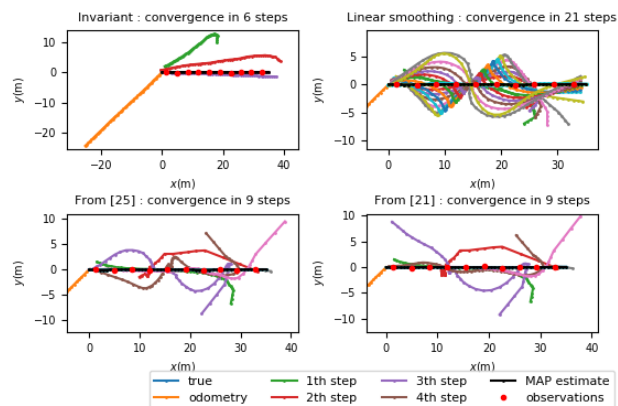 Invariant : convergence in 6 steps
Linear smoothing : convergence in 21 steps
y(m)
10
0
−10
−20
−20
0
20
40
x(m)
y(m)
5
0
−5
−10
0
10
20
30
x(m)
From [25] : convergence in 9 steps
From [21] : convergence in 9 steps
y(m)
10
5
0
−5
−10
0
10
20
30
40
x(m)
y(m)
10
5
0
−5
−10
0
10
20
30
40
x(m)
true
1th step
3th step
MAP estimate
odometry
2th step
4th step
observations